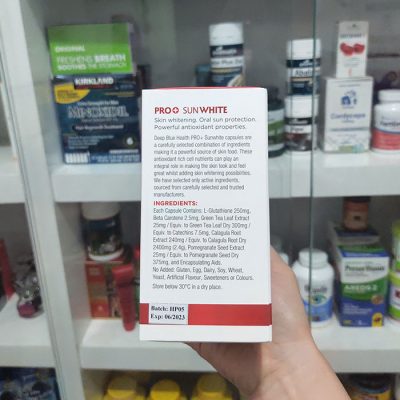 ORIGINAL
FRESHENS BREATH
SOOTHES THE STOMACH
KIRKLAND
MINOXIDIL
PRO+ SUNWHITE
Skin whitening. Oral sun protection.
Powerful antioxidant properties.
Deep Blue Health PRO+ Sunwhite capsules are
a carefully selected combination of ingredients
making it a powerful source of skin food. These
antioxidant rich cell nutrients can play an
integral role in making the skin look and feel
great whilst adding skin whitening possibilities.
We have selected only active ingredients,
sourced from carefully selected and trusted
manufacturers.
INGREDIENTS:
Each Capsule Contains: L-Glutathione 250mg,
Beta Carotene 2.5mg, Green Tea Leaf Extract
25mg / Equiv. to Green Tea Leaf Dry 300mg /
Equiv. to Catechins 7.5mg, Calagula Root
Extract 240mg / Equiv. to Calagula Root Dry
2400mg (2.4g), Pomegranate Seed Extract
25mg / Equiv. to Pomegranate Seed Dry
375mg, and Encapsulating Aids.
No Added: Gluten, Egg, Dairy, Soy, Wheat,
Yeast, Artificial Flavour, Sweeteners or Colours.
Store below 30°C in a dry place.
Batch: HP05
Exp: 06/2023
Cordyceps